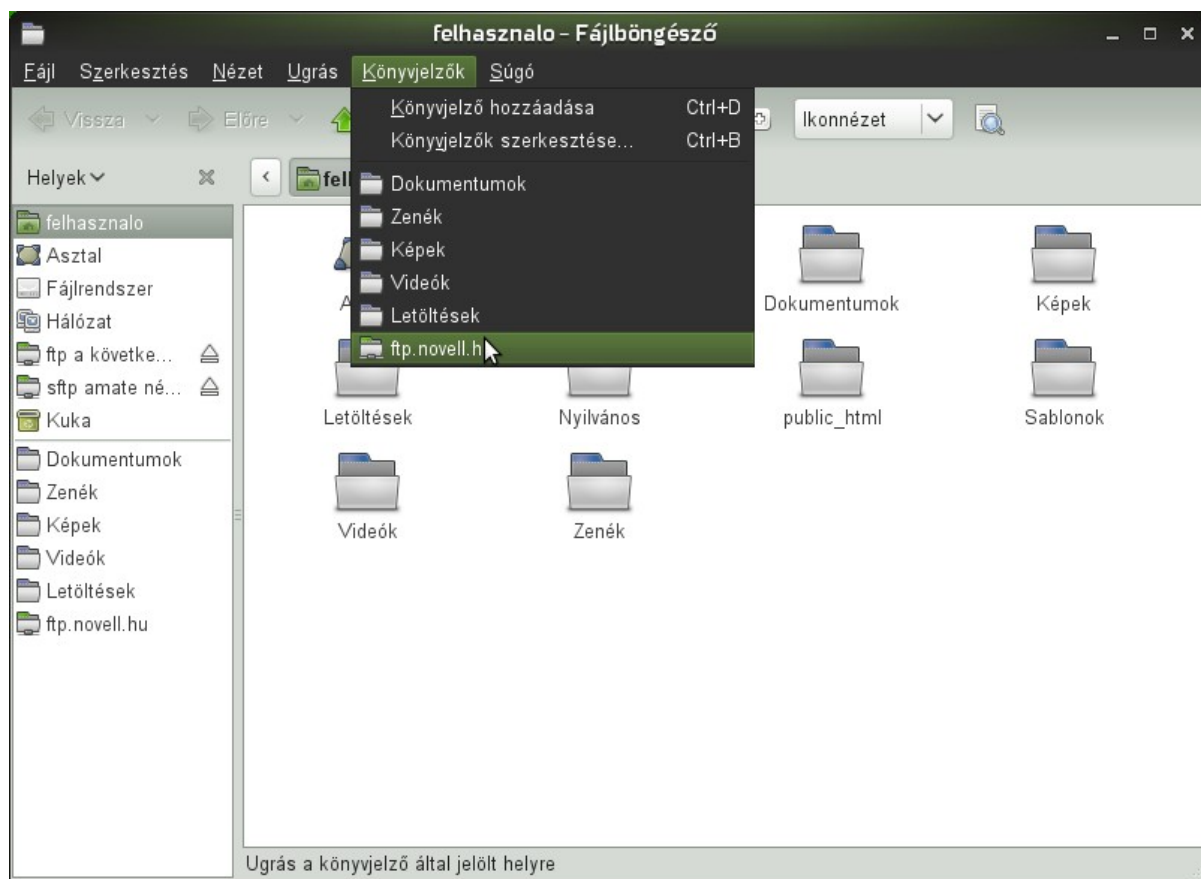 felhasznalo – Fájlböngésző
Fájl Szerkesztés Nézet Ugrás Könyvjelzők Súgó
Könyvjelző hozzáadása Ctrl+D
Könyvjelzők szerkesztése... Ctrl+B
Dokumentumok
Zenék
Képek
Videók
Letöltések
ftp.novell.h
Vissza Előre Ikonnézet
Helyek
felhasznalo
Asztal
Fájlrendszer
Hálózat
ftp a követke...
sftp amate né...
Kuka
Dokumentumok
Zenék
Képek
Videók
Letöltések
ftp.novell.hu
Dokumentumok Képek
Letöltések Nyilvános public_html Sablonok
Videók Zenék
Ugrás a könyvjelző által jelölt helyre